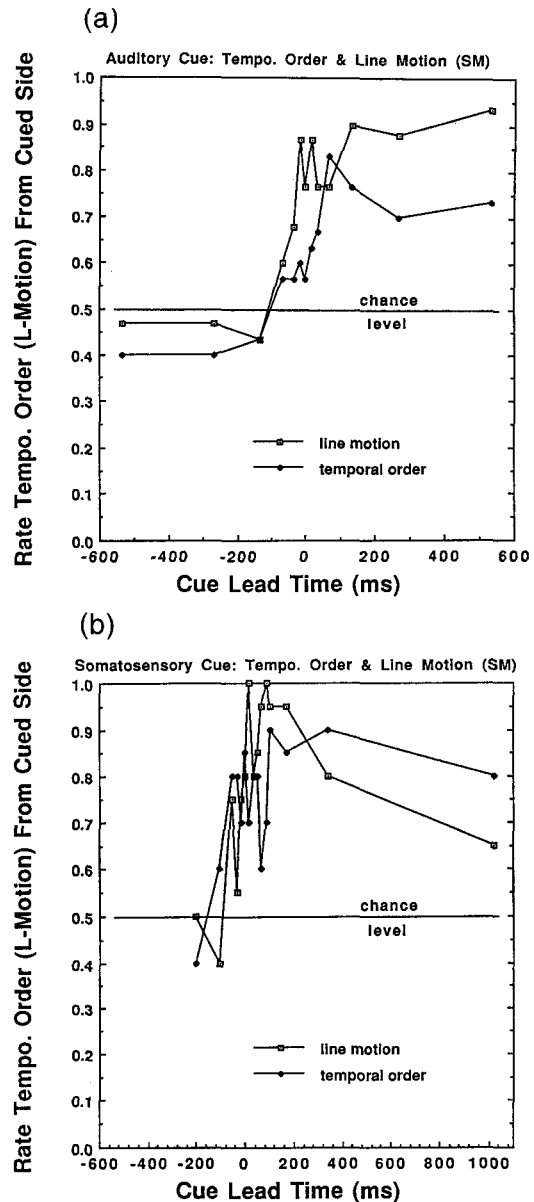 (a)
Auditory Cue: Tempo. Order & Line Motion (SM)
Rate Tempo. Order (L-Motion) From Cued Side
1.0
0.9
0.8
0.7
0.6
0.5
0.4
0.3
0.2
0.1
0.0
chance
level
line motion
temporal order
-600 -400 -200 0 200 400 600
Cue Lead Time (ms)
(b)
Somatosensory Cue: Tempo. Order & Line Motion (SM)
Rate Tempo. Order (L-Motion) From Cued Side
1.0
0.9
0.8
0.7
0.6
0.5
0.4
0.3
0.2
0.1
0.0
chance
level
line motion
temporal order
-600 -400 -200 0 200 400 600 800 1000
Cue Lead Time (ms)